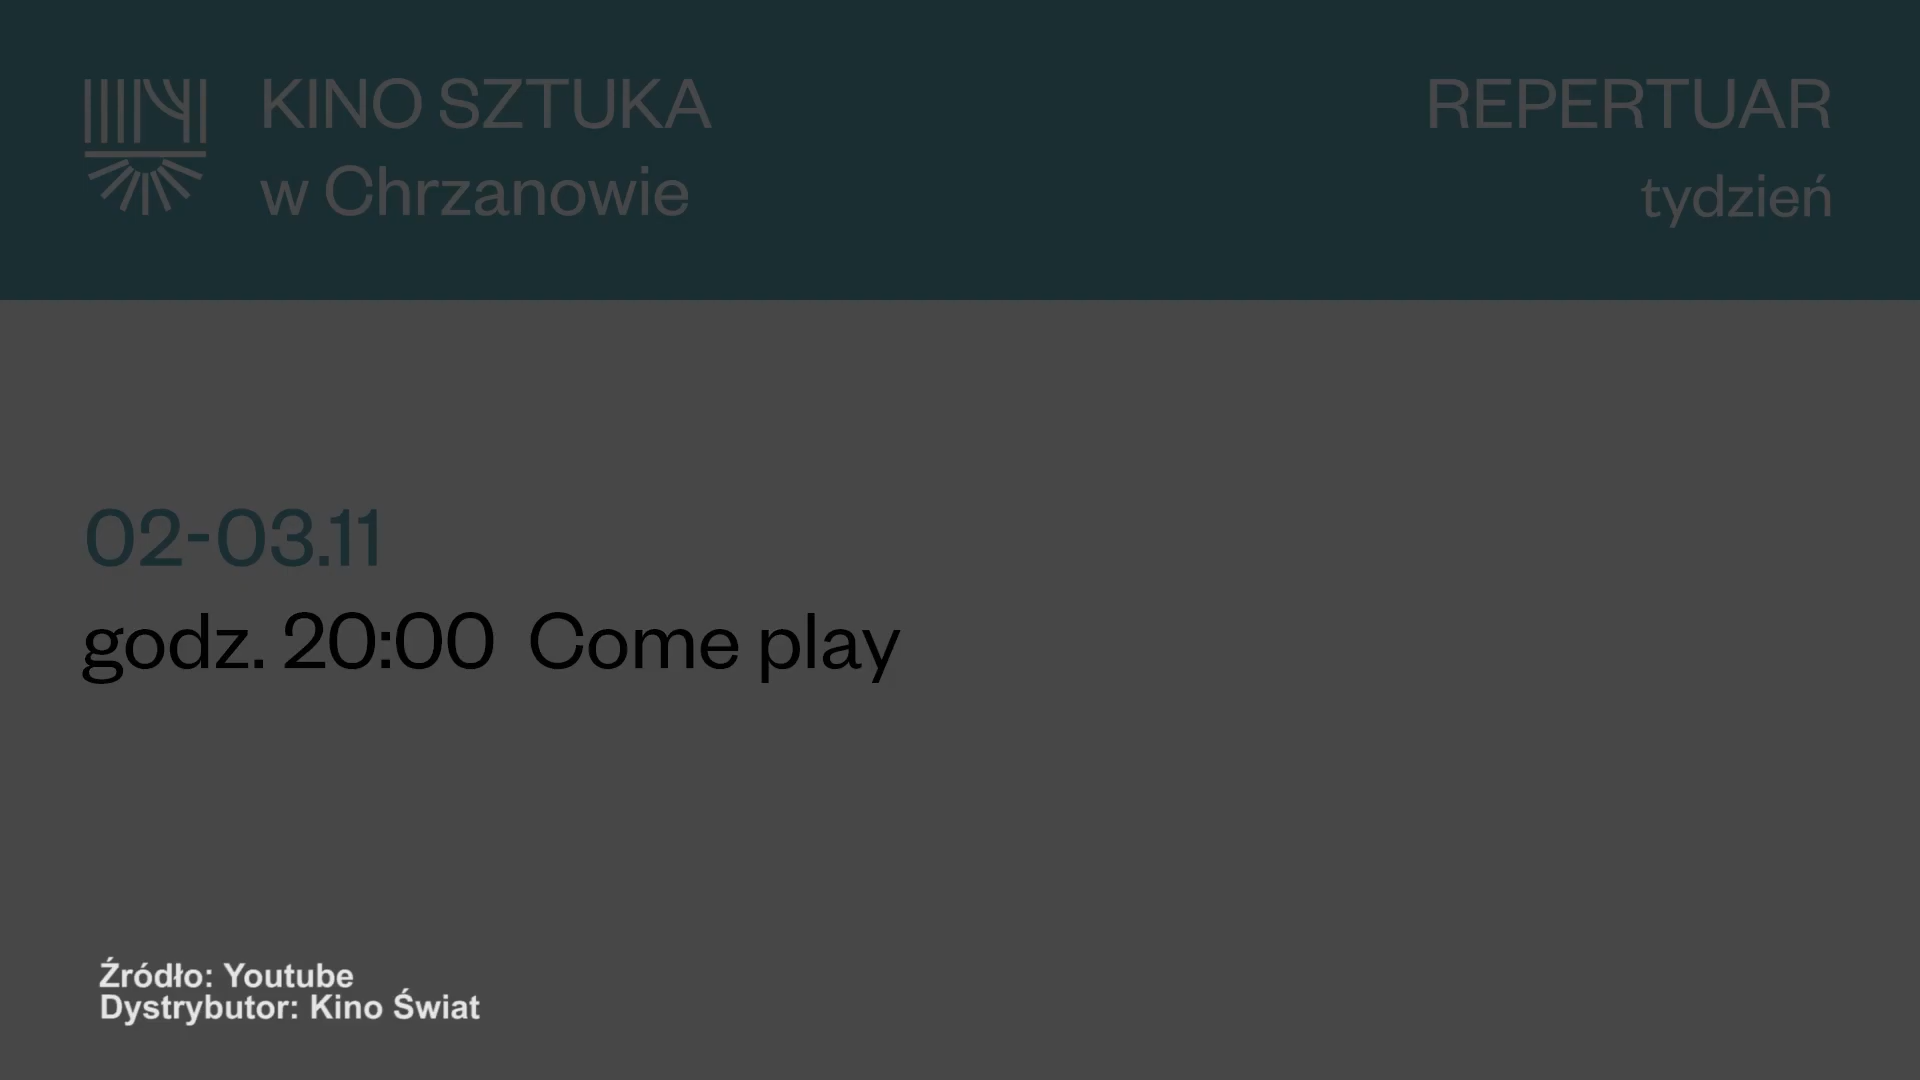 KINO SZTUKA
w Chrzanowie
REPERTUAR
tydzień
02-03.11
godz. 20:00 Come play
Źródło: Youtube
Dystrybutor: Kino Świat